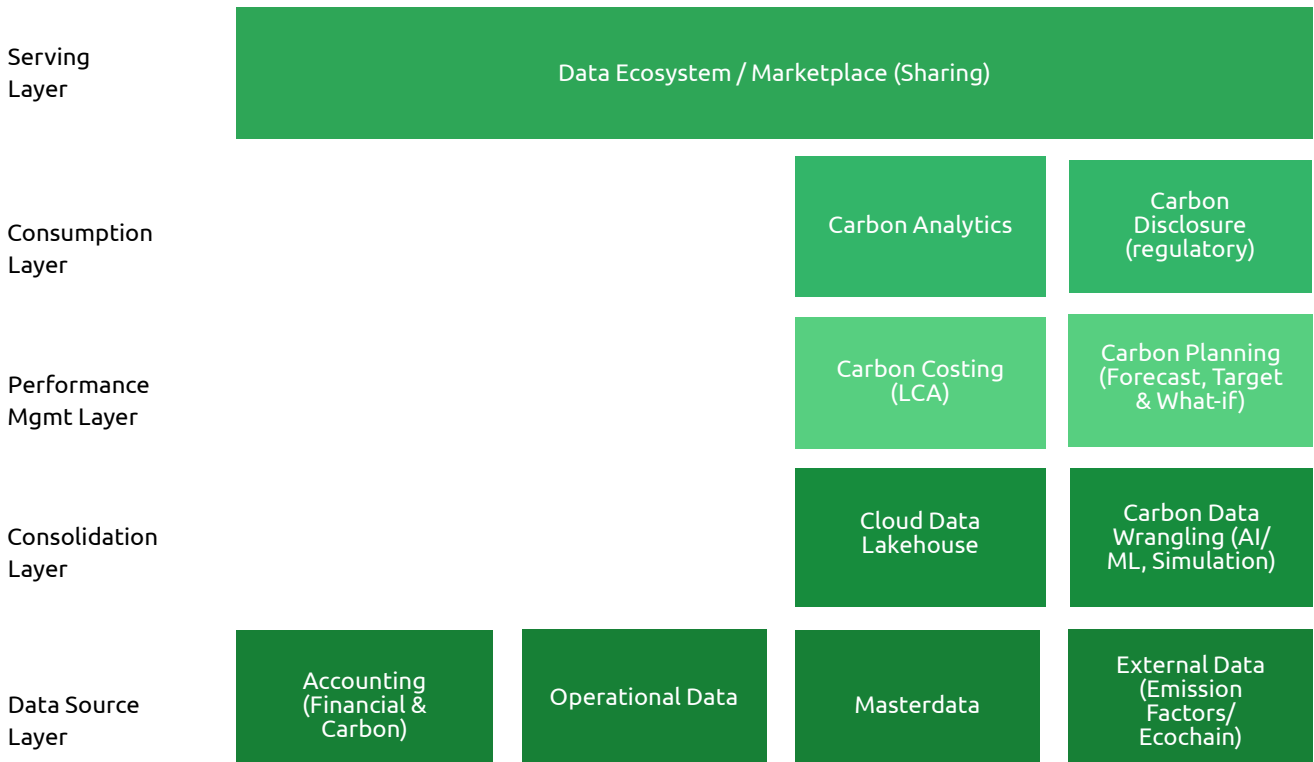 Serving
Layer
Data Ecosystem / Marketplace (Sharing)
Consumption
Layer
Carbon Analytics
Carbon
Disclosure
(regulatory)
Performance
Mgmt Layer
Carbon Costing
(LCA)
Carbon Planning
(Forecast, Target
& What-if)
Consolidation
Layer
Cloud Data
Lakehouse
Carbon Data
Wrangling (AI/
ML, Simulation)
Data Source
Layer
Accounting
(Financial &
Carbon)
Operational Data
Masterdata
External Data
(Emission
Factors/
Ecochain)